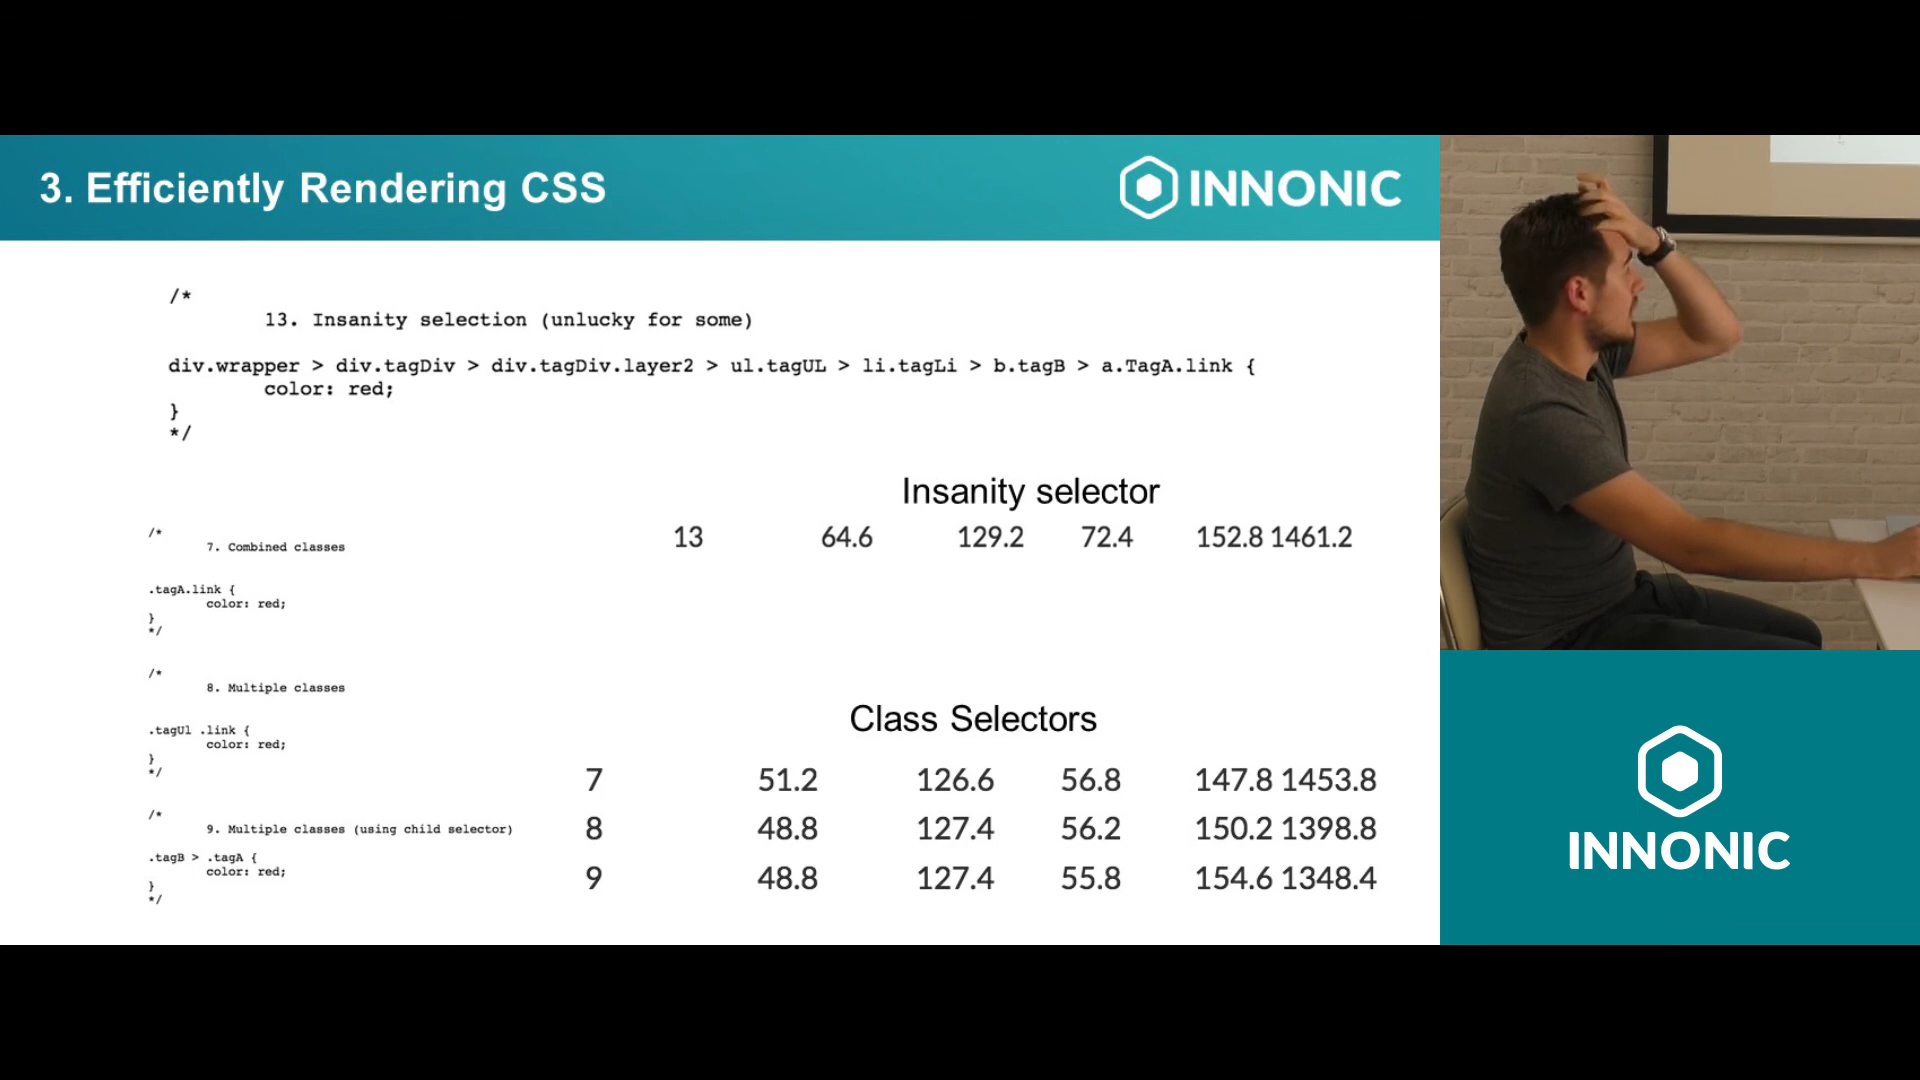 3. Efficiently Rendering CSS
INNONIC
/*
13. Insanity selection (unlucky for some)
div.wrapper > div.tagDiv > div.tagDiv.layer2 > ul.tagUL > li.tagLi > b.tagB > a.TagA.link {
color: red;
}
*/
Insanity selector
13 64.6 129.2 72.4 152.8 1461.2
/*
7. Combined classes
.tagA.link {
color: red;
}
*/
/*
8. Multiple classes
.tagUl .link {
color: red;
}
*/
/*
9. Multiple classes (using child selector)
.tagB > .tagA {
color: red;
}
*/
Class Selectors
7 51.2 126.6 56.8 147.8 1453.8
8 48.8 127.4 56.2 150.2 1398.8
9 48.8 127.4 55.8 154.6 1348.4
INNONIC